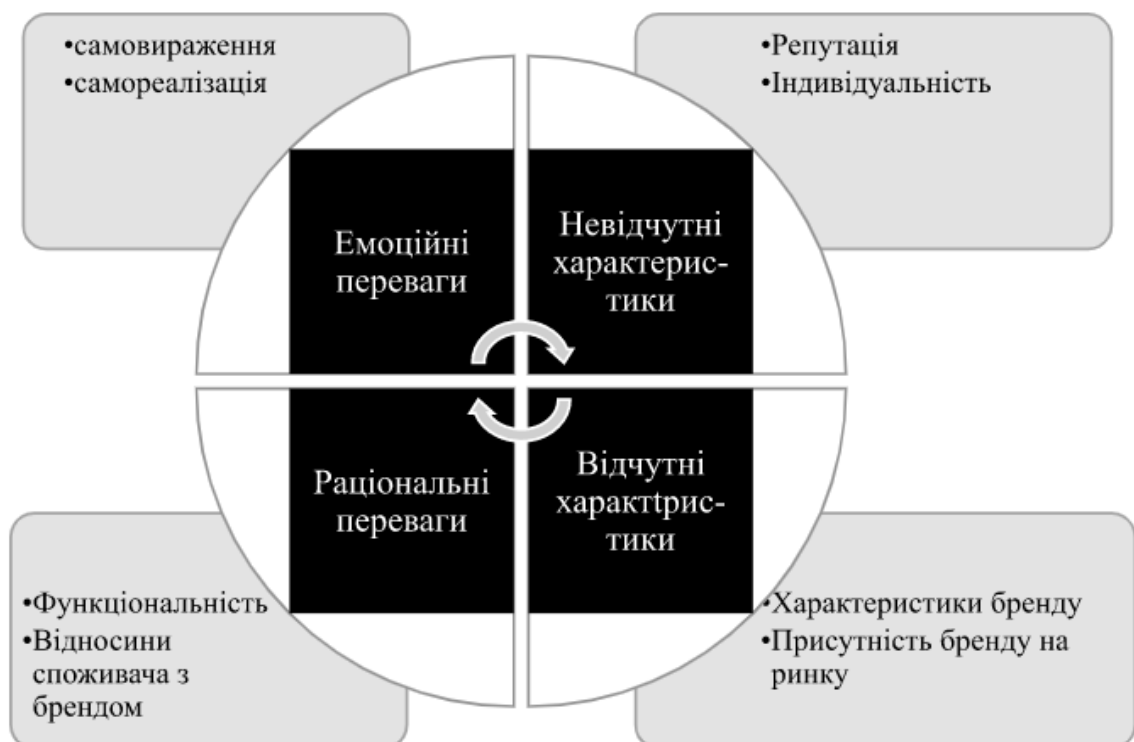 •самовираження
•самореалізація
•Репутація
•Індивідуальність
Емоційні
переваги
Невідчутні
характерис-
тики
Раціональні
переваги
Відчутні
характtрис-
тики
•Функціональність
•Відносини
споживача з
брендом
•Характеристики бренду
•Присутність бренду на
ринку